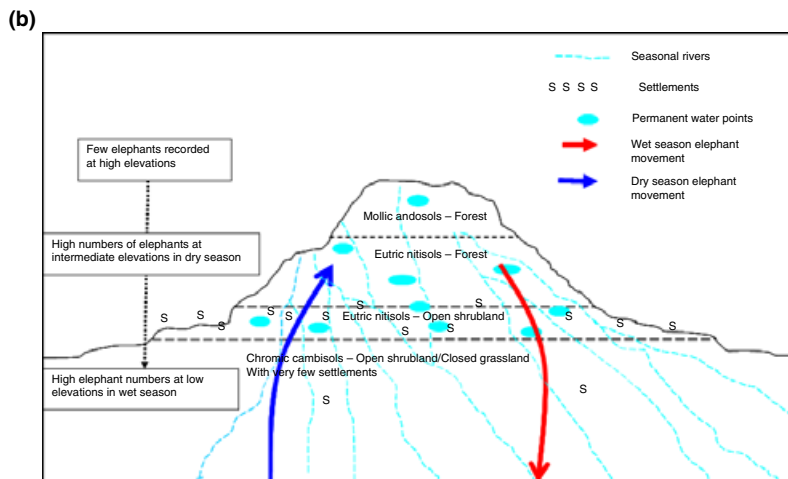 (b)
Seasonal rivers
S S S S Settlements
Permanent water points
Wet season elephant
movement
Dry season elephant
movement
Few elephants recorded
at high elevations
High numbers of elephants at
intermediate elevations in dry season
High elephant numbers at low
elevations in wet season
Mollic andosols – Forest
Eutric nitisols – Forest
S S S S S S S
Eutric nitisols – Open shrubland
S S S S S S
Chromic cambisols – Open shrubland/Closed grassland
With very few settlements
S
S